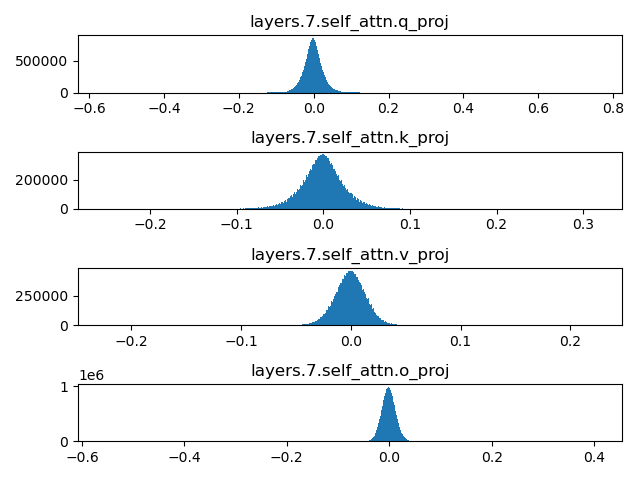 layers.7.self_attn.q_proj
500000
0
−0.6 −0.4 −0.2 0.0 0.2 0.4 0.6 0.8
layers.7.self_attn.k_proj
200000
0
−0.2 −0.1 0.0 0.1 0.2 0.3
layers.7.self_attn.v_proj
250000
0
−0.2 −0.1 0.0 0.1 0.2
layers.7.self_attn.o_proj
1e6
1
0
−0.6 −0.4 −0.2 0.0 0.2 0.4